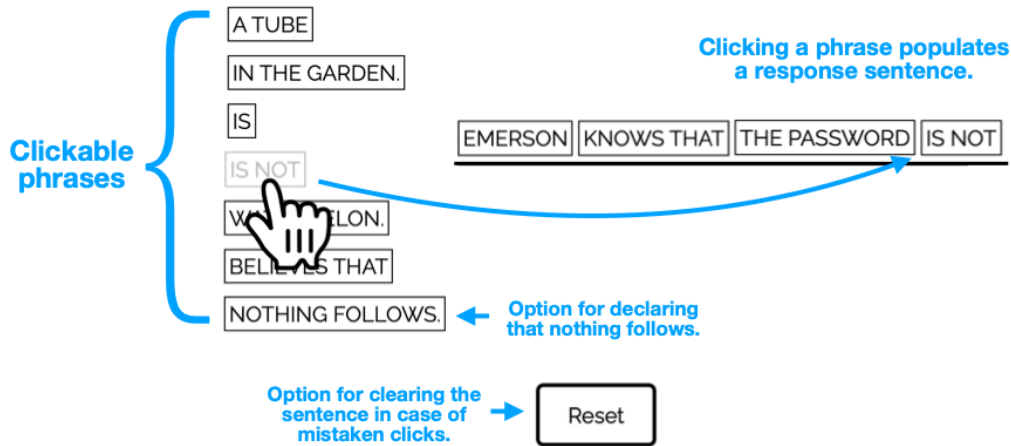 A TUBE
IN THE GARDEN.
IS
IS NOT
BELIEVES THAT
NOTHING FOLLOWS.
Clickable
phrases
Clicking a phrase populates
a response sentence.
EMERSON KNOWS THAT THE PASSWORD IS NOT
Option for declaring
that nothing follows.
Option for clearing the
sentence in case of
mistaken clicks.
Reset